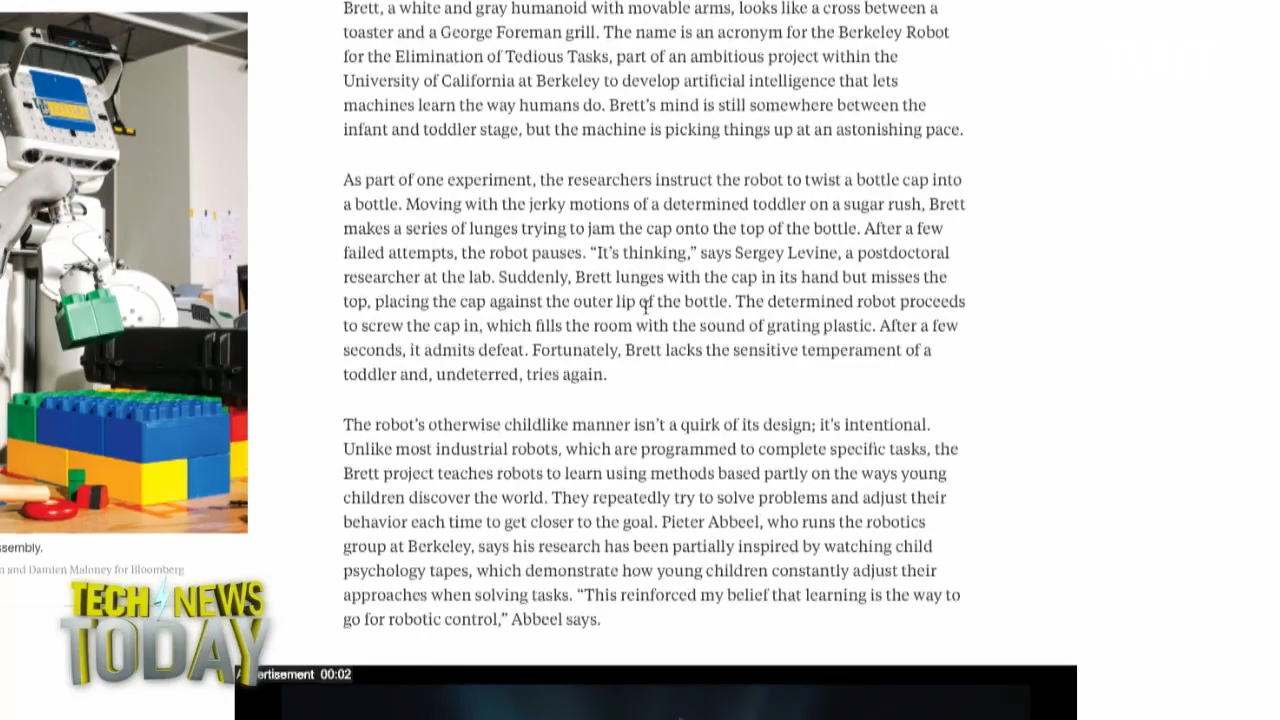 Brett, a white and gray humanoid with movable arms, looks like a cross between a
toaster and a George Foreman grill. The name is an acronym for the Berkeley Robot
for the Elimination of Tedious Tasks, part of an ambitious project within the
University of California at Berkeley to develop artificial intelligence that lets
machines learn the way humans do. Brett’s mind is still somewhere between the
infant and toddler stage, but the machine is picking things up at an astonishing pace.
As part of one experiment, the researchers instruct the robot to twist a bottle cap into
a bottle. Moving with the jerky motions of a determined toddler on a sugar rush, Brett
makes a series of lunges trying to jam the cap onto the top of the bottle. After a few
failed attempts, the robot pauses. “It’s thinking,” says Sergey Levine, a postdoctoral
researcher at the lab. Suddenly, Brett lunges with the cap in its hand but misses the
top, placing the cap against the outer lip of the bottle. The determined robot proceeds
to screw the cap in, which fills the room with the sound of grating plastic. After a few
seconds, it admits defeat. Fortunately, Brett lacks the sensitive temperament of a
toddler and, undeterred, tries again.
The robot’s otherwise childlike manner isn’t a quirk of its design; it’s intentional.
Unlike most industrial robots, which are programmed to complete specific tasks, the
Brett project teaches robots to learn using methods based partly on the ways young
children discover the world. They repeatedly try to solve problems and adjust their
behavior each time to get closer to the goal. Pieter Abbeel, who runs the robotics
group at Berkeley, says his research has been partially inspired by watching child
psychology tapes, which demonstrate how young children constantly adjust their
approaches when solving tasks. “This reinforced my belief that learning is the way to
go for robotic control,” Abbeel says.
ssembly.
n and Damien Maloney for Bloomberg
TECH NEWS
TODAY
ertisement 00:02